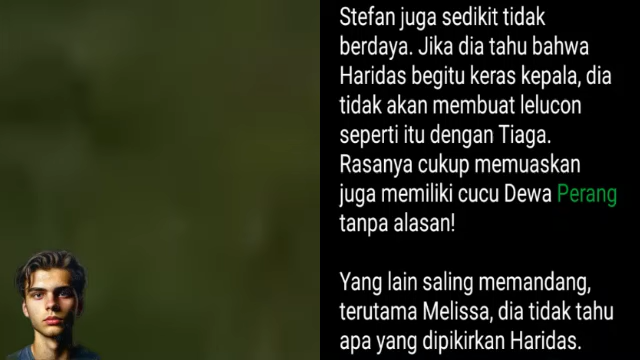 Stefan juga sedikit tidak
berdaya. Jika dia tahu bahwa
Haridas begitu keras kepala, dia
tidak akan membuat lelucon
seperti itu dengan Tiaga.
Rasanya cukup memuaskan
juga memiliki cucu Dewa Perang
tanpa alasan!
Yang lain saling memandang,
terutama Melissa, dia tidak tahu
apa yang dipikirkan Haridas.